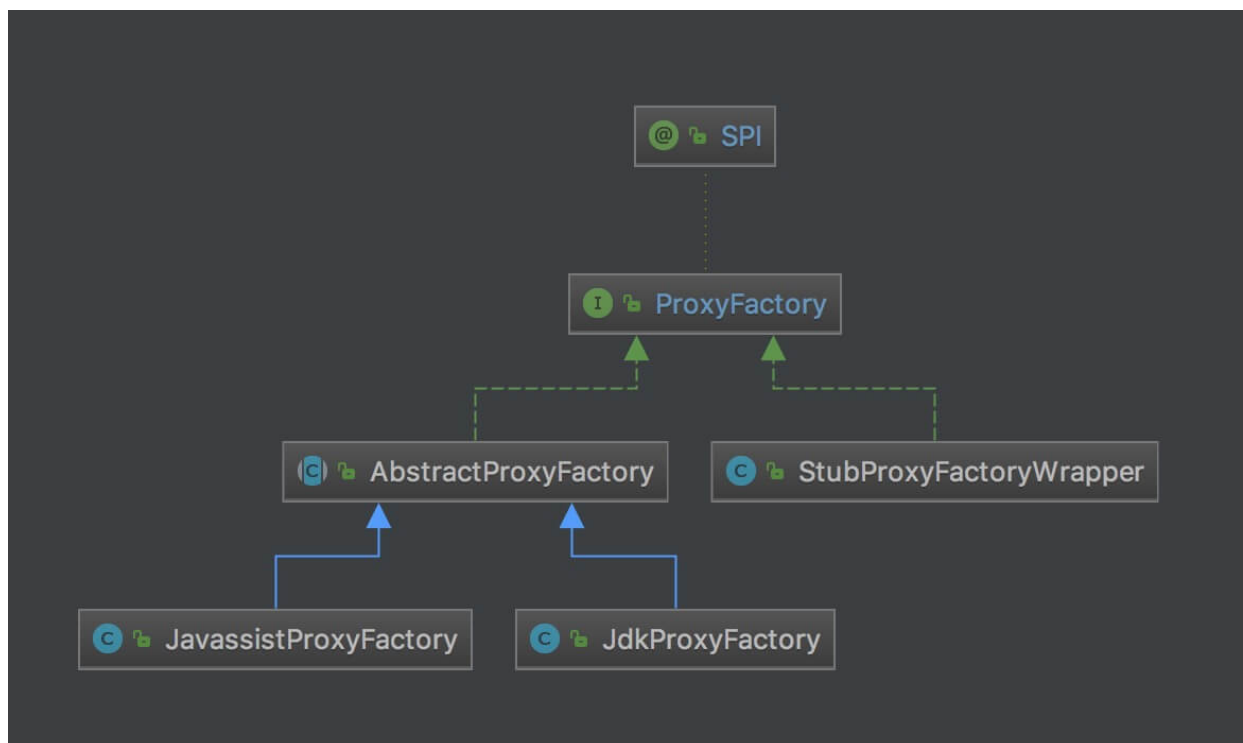 @ SPI
I ProxyFactory
C AbstractProxyFactory
C StubProxyFactoryWrapper
C JavassistProxyFactory
C JdkProxyFactory